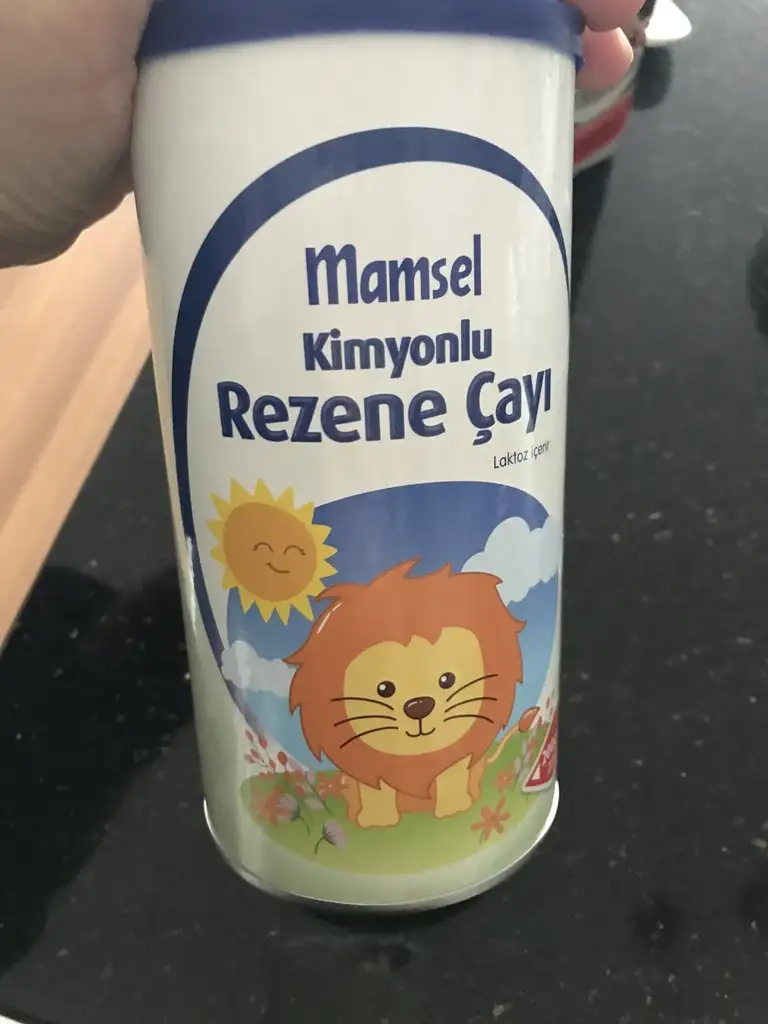 Mamsel
Kimyonlu
Rezene Çayı
Laktoz içerir